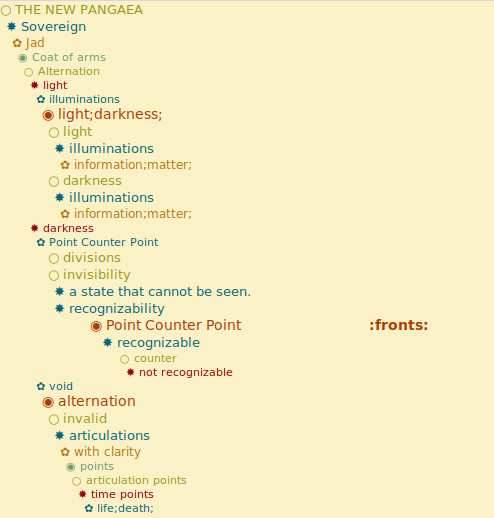 THE NEW PANGAEA
Sovereign
Jad
Coat of arms
Alternation
light
illuminations
light;darkness;
light
illuminations
information;matter;
darkness
illuminations
information;matter;
darkness
Point Counter Point
divisions
invisibility
a state that cannot be seen.
recognizability
Point Counter Point :fronts:
recognizable
counter
not recognizable
void
alternation
invalid
articulations
with clarity
points
articulation points
time points
life;death;